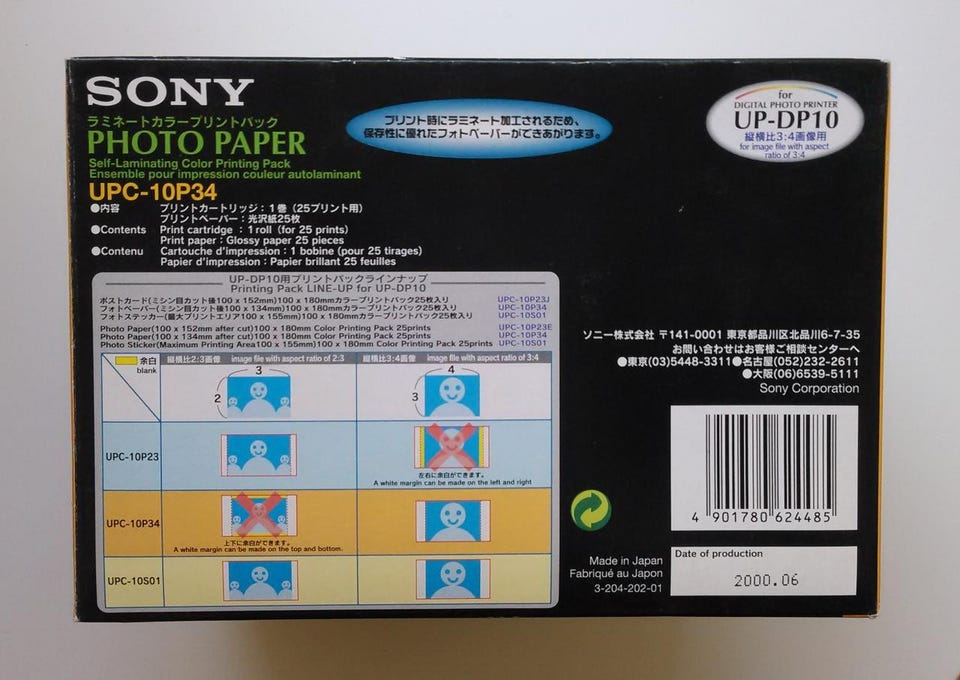 SONY
ラミネートカラープリントパック
PHOTO PAPER
Self-Laminating Color Printing Pack
Ensemble pour impression couleur autolaminant
UPC-10P34
プリント時にラミネート加工されるため、
保存性に優れたフォトペーパーができあがります。
for
DIGITAL PHOTO PRINTER
UP-DP10
縦横比3:4画像用
for image file with aspect
ratio of 3:4
●内容 プリントカートリッジ:1巻(25プリント用)
プリントペーパー:光沢紙25枚
●Contents Print cartridge : 1 roll (for 25 prints)
Print paper : Glossy paper 25 pieces
●Contenu Cartouche d'impression : 1 bobine (pour 25 tirages)
Papier d'impression : Papier brillant 25 feuilles
UP-DP10用プリントパックラインナップ
Printing Pack LINE-UP for UP-DP10
ポストカード(ミシン目カット後100 x 152mm)100 x 180mmカラープリントパック25枚入り UPC-10P23J
フォトペーパー(ミシン目カット後100 x 134mm)100 x 180mmカラープリントパック25枚入り UPC-10P34
フォトステッカー(最大プリントエリア100 x 155mm)100 x 180mmカラープリントパック25枚入り UPC-10S01
Photo Paper(100 x 152mm after cut)100 x 180mm Color Printing Pack 25prints UPC-10P23E
Photo Paper(100 x 134mm after cut)100 x 180mm Color Printing Pack 25prints UPC-10P34
Photo Sticker(Maximum Printing Area100 x 155mm)100 x 180mm Color Printing Pack 25prints UPC-10S01
余白
blank
縦横比2:3画像 image file with aspect ratio of 2:3
縦横比3:4画像 image file with aspect ratio of 3:4
3
2
4
3
UPC-10P23
左右に余白ができます。
A white margin can be made on the left and right
UPC-10P34
上下に余白ができます。
A white margin can be made on the top and bottom.
UPC-10S01
ソニー株式会社 〒141-0001 東京都品川区北品川6-7-35
お問い合わせはお客様ご相談センターへ
●東京(03)5448-3311●名古屋(052)232-2611
●大阪(06)6539-5111
Sony Corporation
4 901780 624485
Made in Japan
Fabriqué au Japon
3-204-202-01
Date of production
2000.06